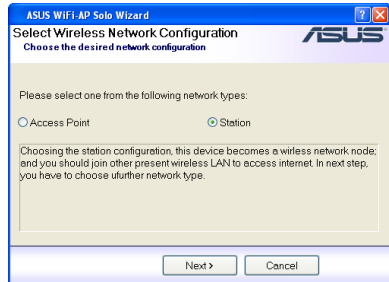 ASUS WiFi-AP Solo Wizard
Select Wireless Network Configuration
Choose the desired network configuration
ASUS
Please select one from the following network types:
Access Point
Station
Choosing the station configuration, this device becomes a wirless network node;
and you should join other present wireless LAN to access internet. In next step,
you have to choose ufurther network type.
Next >
Cancel